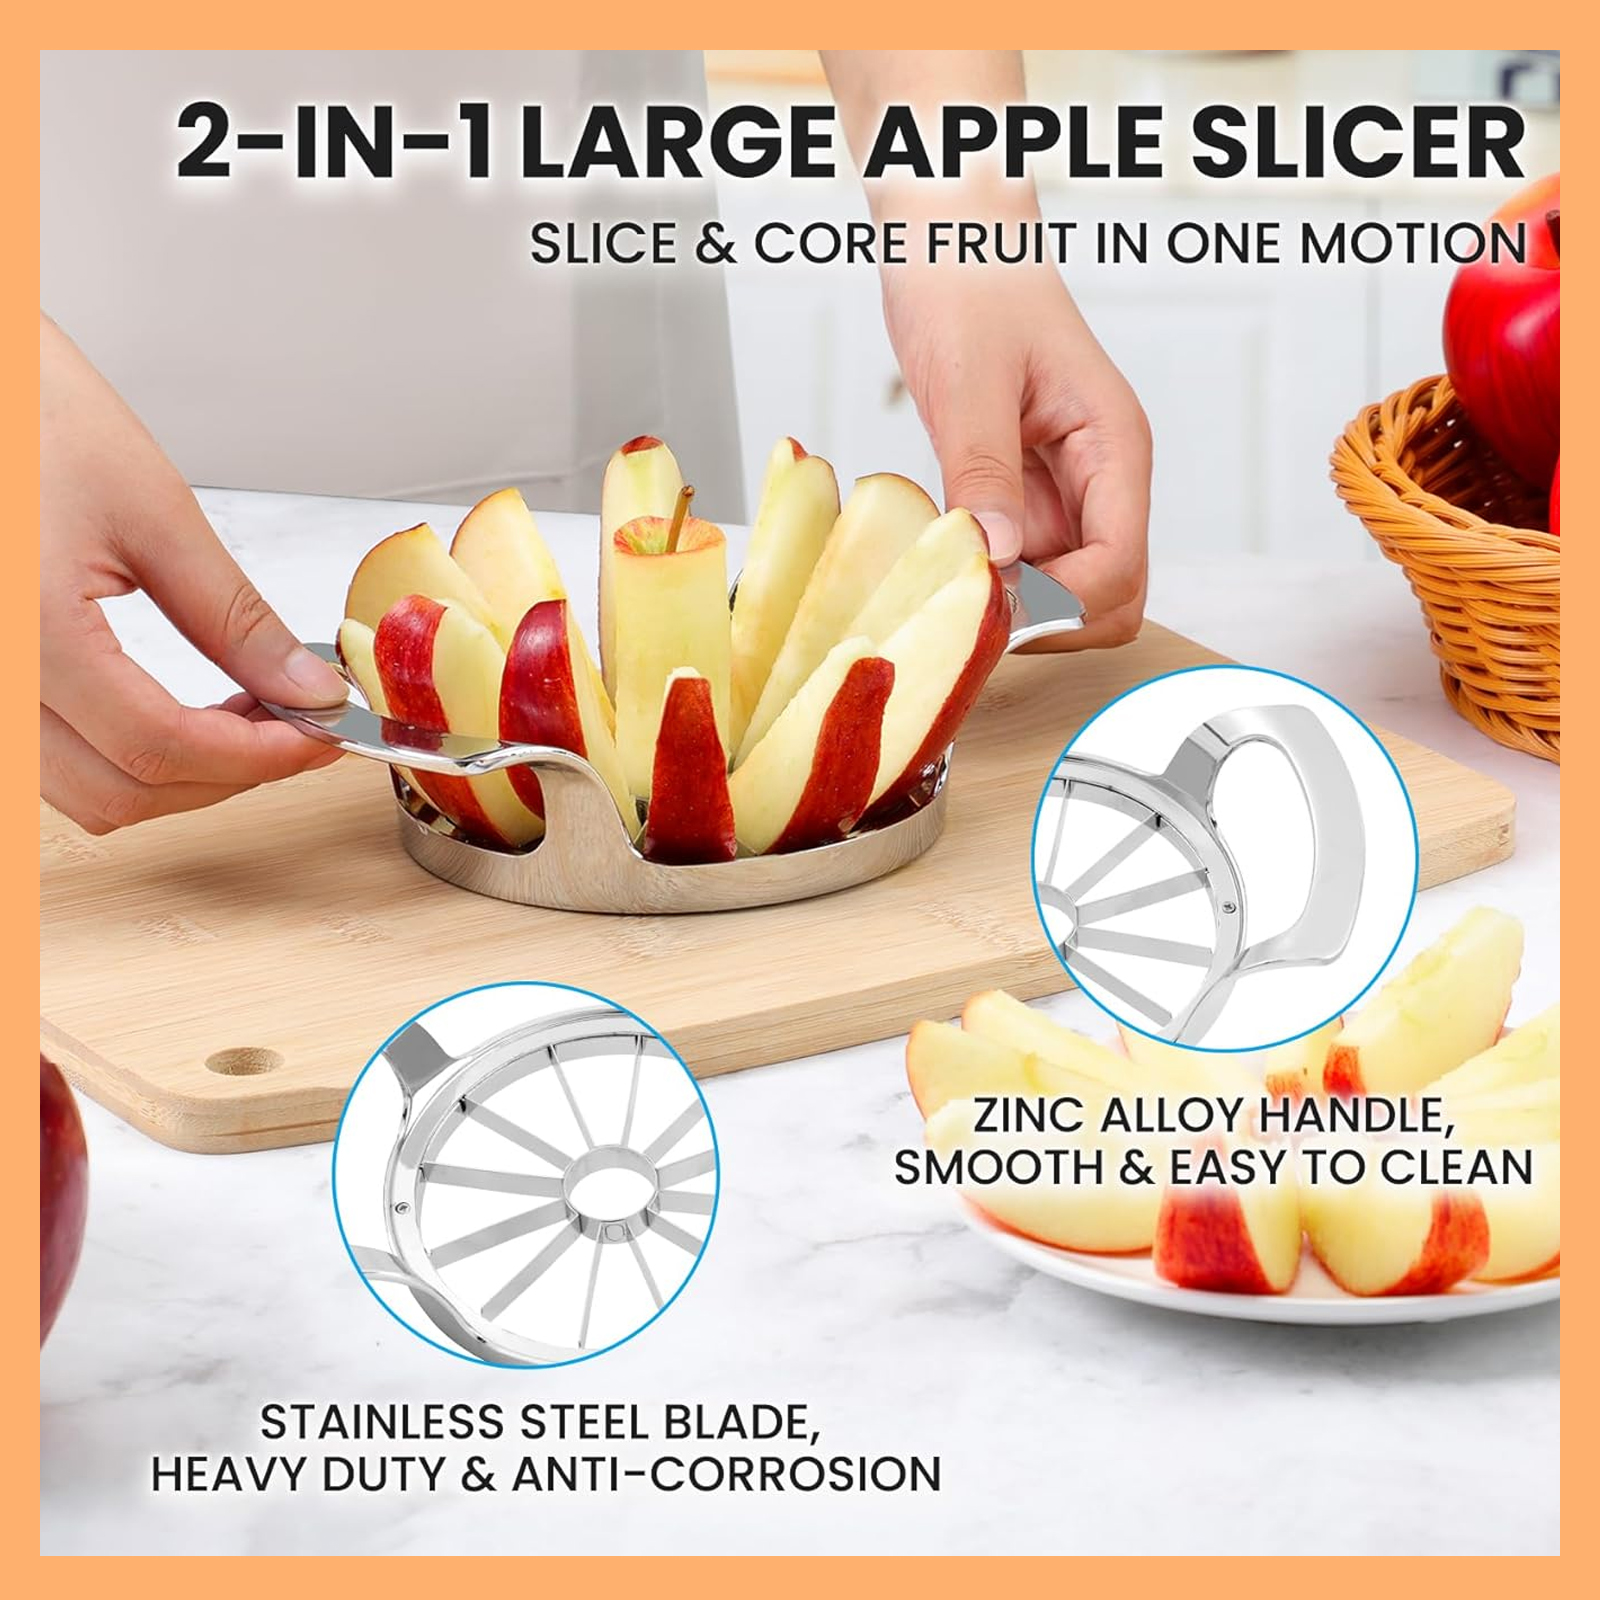 2-IN-1 LARGE APPLE SLICER
SLICE & CORE FRUIT IN ONE MOTION
ZINC ALLOY HANDLE,
SMOOTH & EASY TO CLEAN
STAINLESS STEEL BLADE,
HEAVY DUTY & ANTI-CORROSION